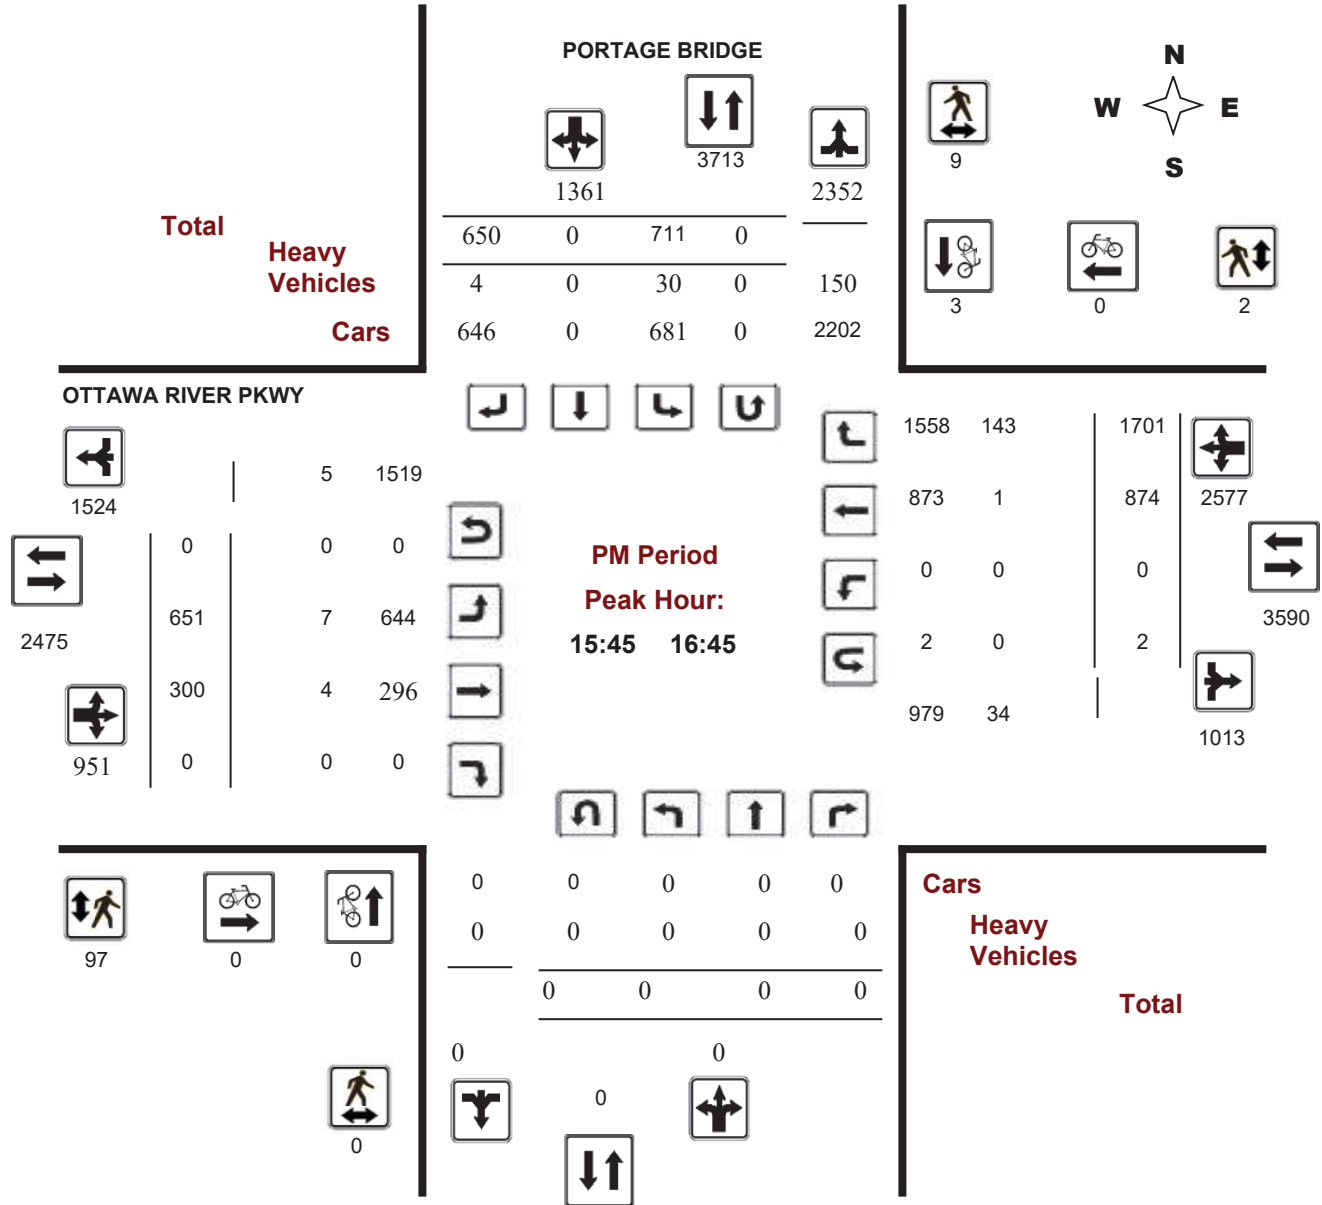 PORTAGE BRIDGE
N
W E
S
3713
9
1361 2352
Total
650 0 711 0
Heavy
Vehicles
4 0 30 0 150
3 0 2
Cars
646 0 681 0 2202
OTTAWA RIVER PKWY
1558 143 1701
5 1519
1524
873 1 874 2577
0 0 0
PM Period
0 0 0
Peak Hour:
651 7 644
3590
2475
15:45 16:45
2 0 2
300 4 296
979 34
1013
951 0 0 0
0 0 0 0 0
Cars
0 0 0 0 0
Heavy
Vehicles
97 0 0
0 0 0 0
Total
0 0
0
0